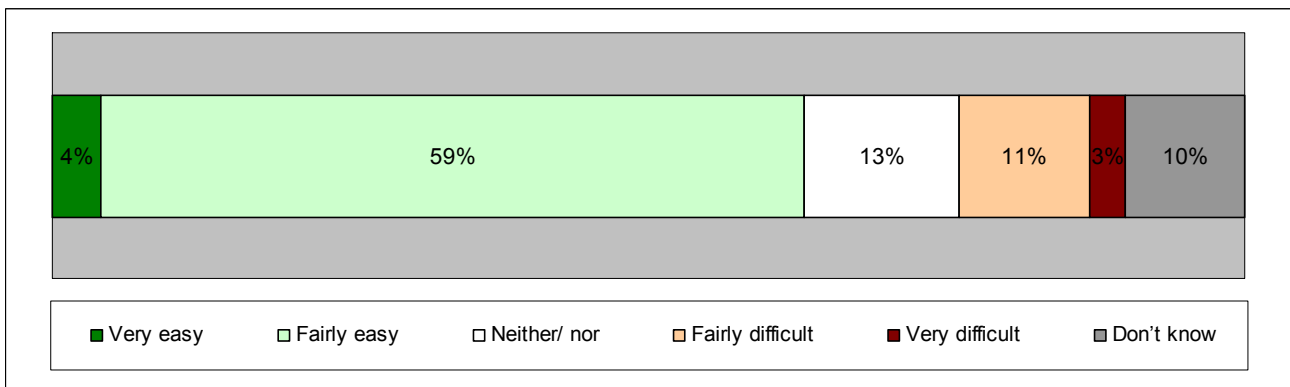 4% 59% 13% 11% 3% 10%
Very easy Fairly easy Neither/ nor Fairly difficult Very difficult Don't know